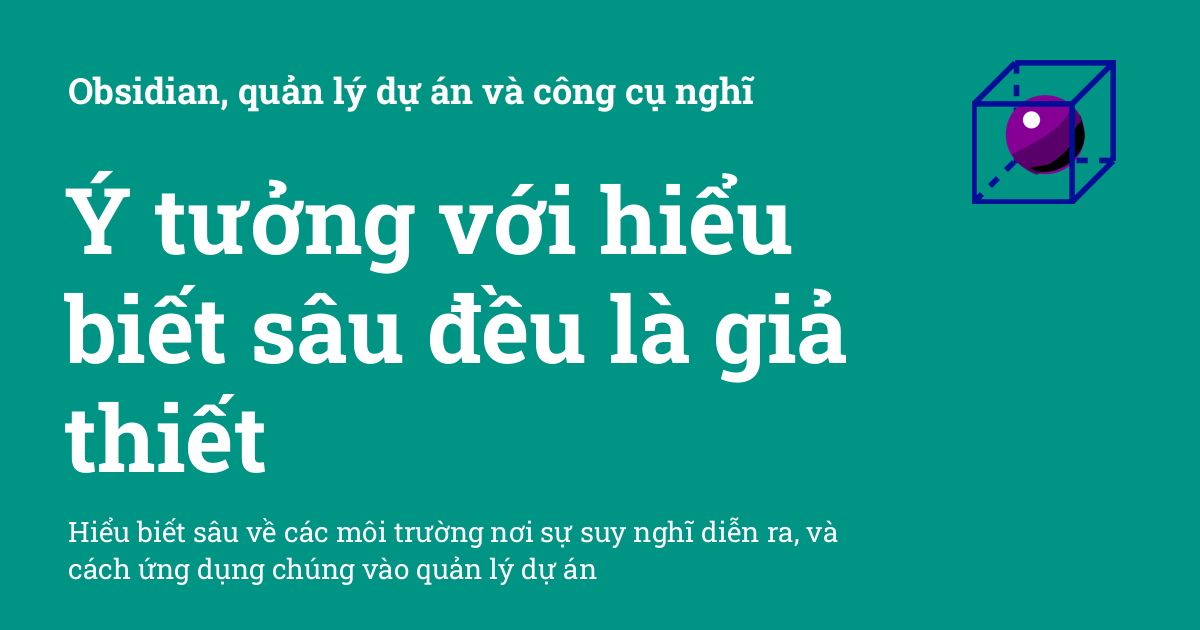 Obsidian, quản lý dự án và công cụ nghĩ
Ý tưởng với hiểu
biết sâu đều là giả
thiết
Hiểu biết sâu về các môi trường nơi sự suy nghĩ diễn ra, và
cách ứng dụng chúng vào quản lý dự án